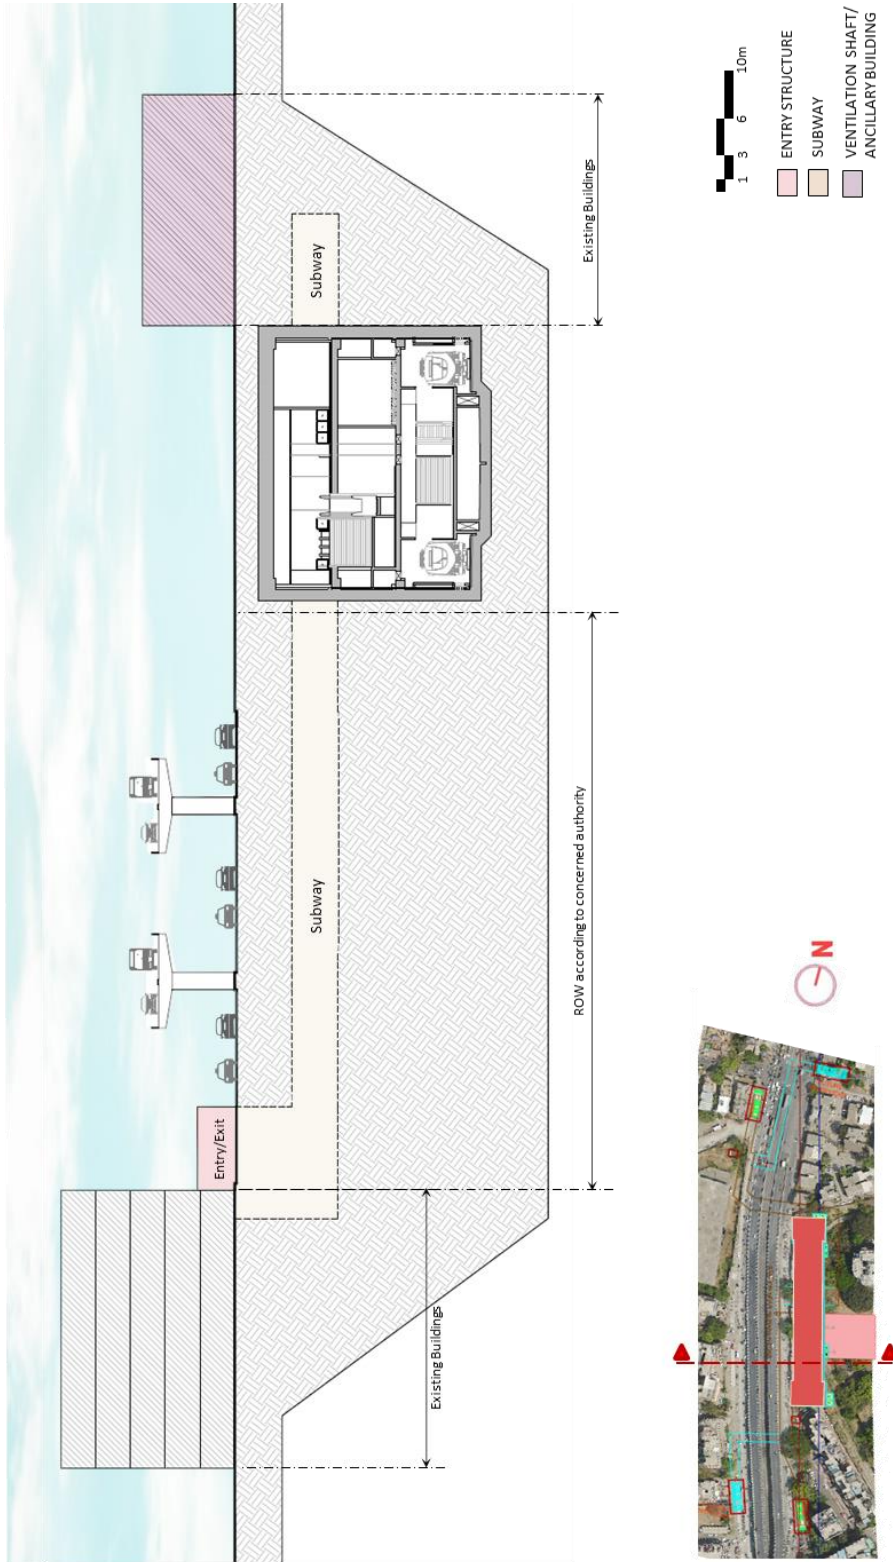 Entry/Exit
Subway
Subway
Existing Buildings
ROW according to concerned authority
Existing Buildings
N
1 3 6 10m
ENTRY STRUCTURE
SUBWAY
VENTILATION SHAFT/
ANCILLARY BUILDING